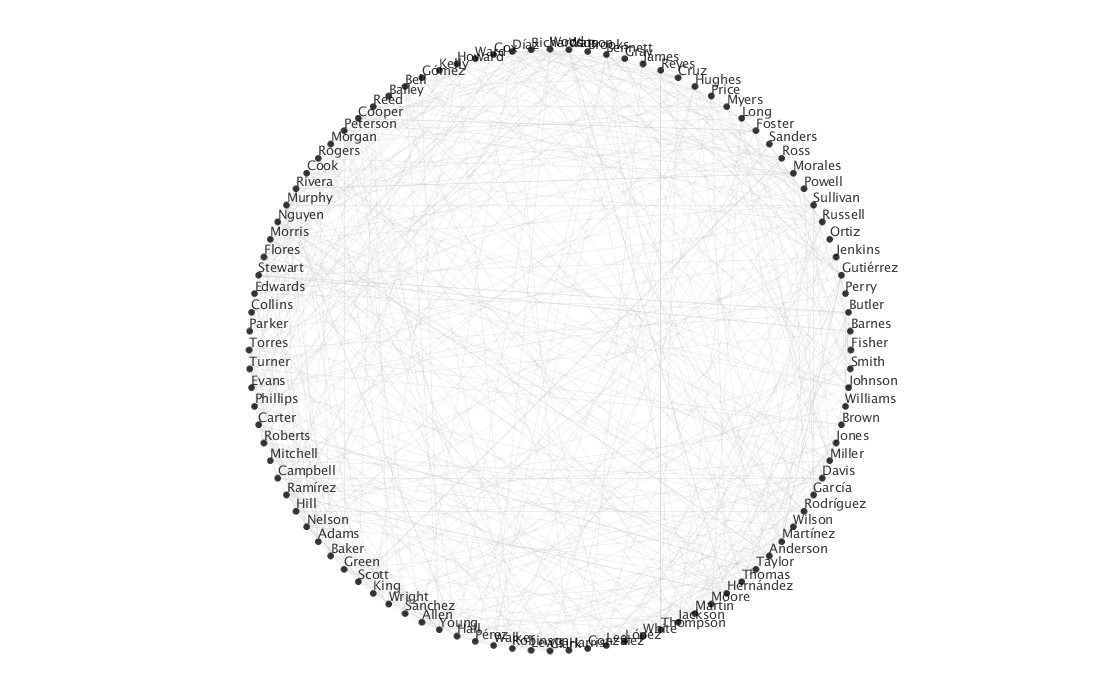 Smith
Johnson
Williams
Brown
Jones
Miller
Davis
García
Rodríguez
Wilson
Martínez
Anderson
Taylor
Thomas
Hernández
Moore
Martin
Jackson
Thompson
White
López
Lee
González
Harris
Clark
Lewis
Robinson
Walker
Pérez
Hall
Young
Allen
Sánchez
Wright
King
Scott
Green
Baker
Adams
Nelson
Hill
Ramírez
Campbell
Mitchell
Roberts
Carter
Phillips
Evans
Turner
Torres
Parker
Collins
Edwards
Stewart
Flores
Morris
Nguyen
Murphy
Rivera
Cook
Rogers
Morgan
Peterson
Cooper
Reed
Bailey
Bell
Gómez
Kelly
Howard
Ward
Cox
Díaz
Richardson
Wood
Watson
Brooks
Bennett
Gray
James
Reyes
Cruz
Hughes
Price
Myers
Long
Foster
Sanders
Ross
Morales
Powell
Sullivan
Russell
Ortiz
Jenkins
Gutiérrez
Perry
Butler
Barnes
Fisher